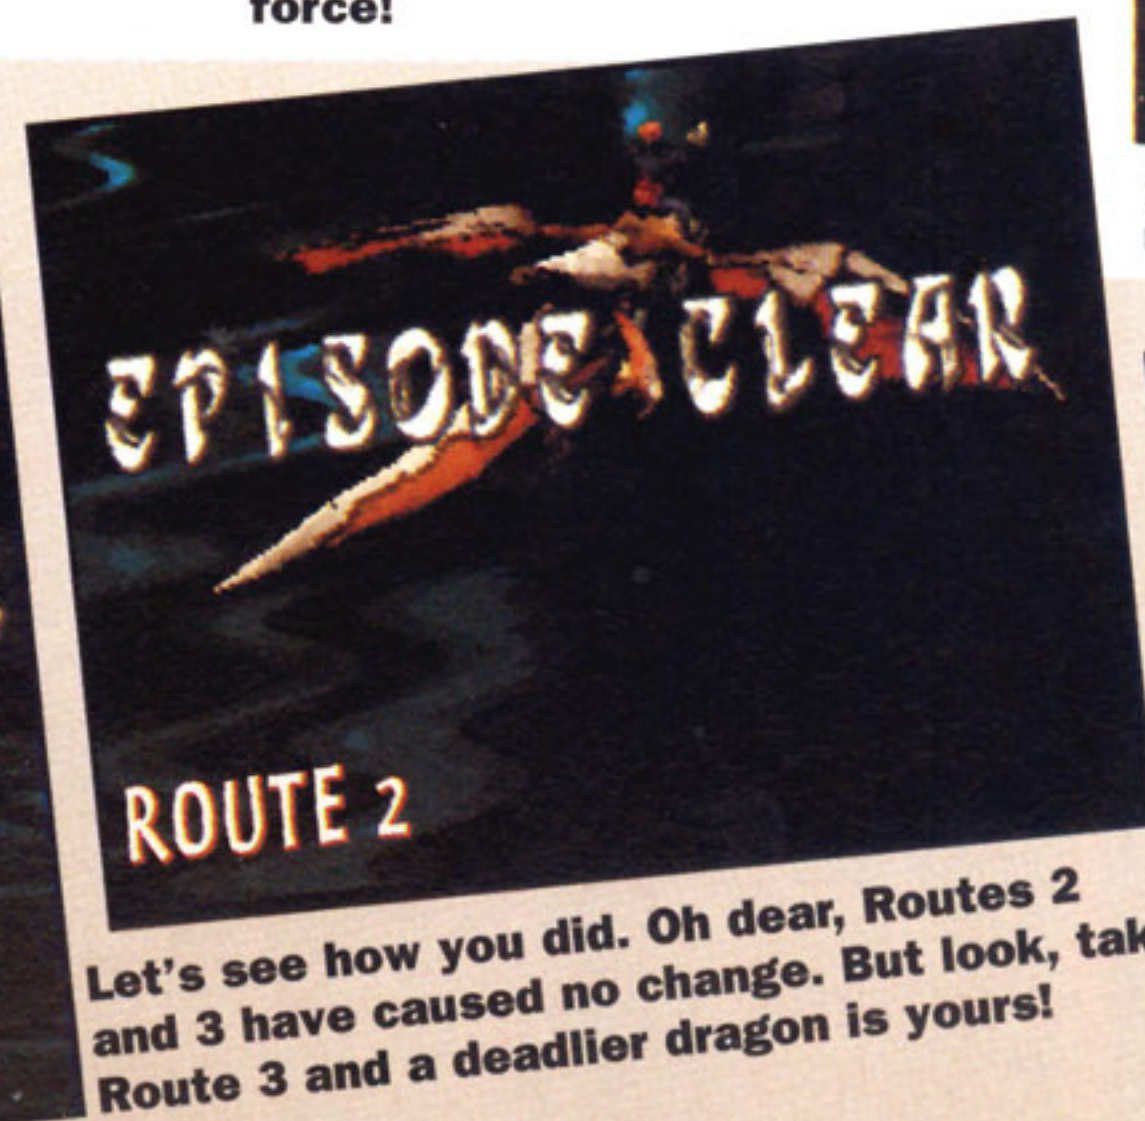 force!
EPISODE CLEAR
ROUTE 2
Let's see how you did. Oh dear, Routes 2
and 3 have caused no change. But look,
Route 3 and a deadlier dragon is yours!